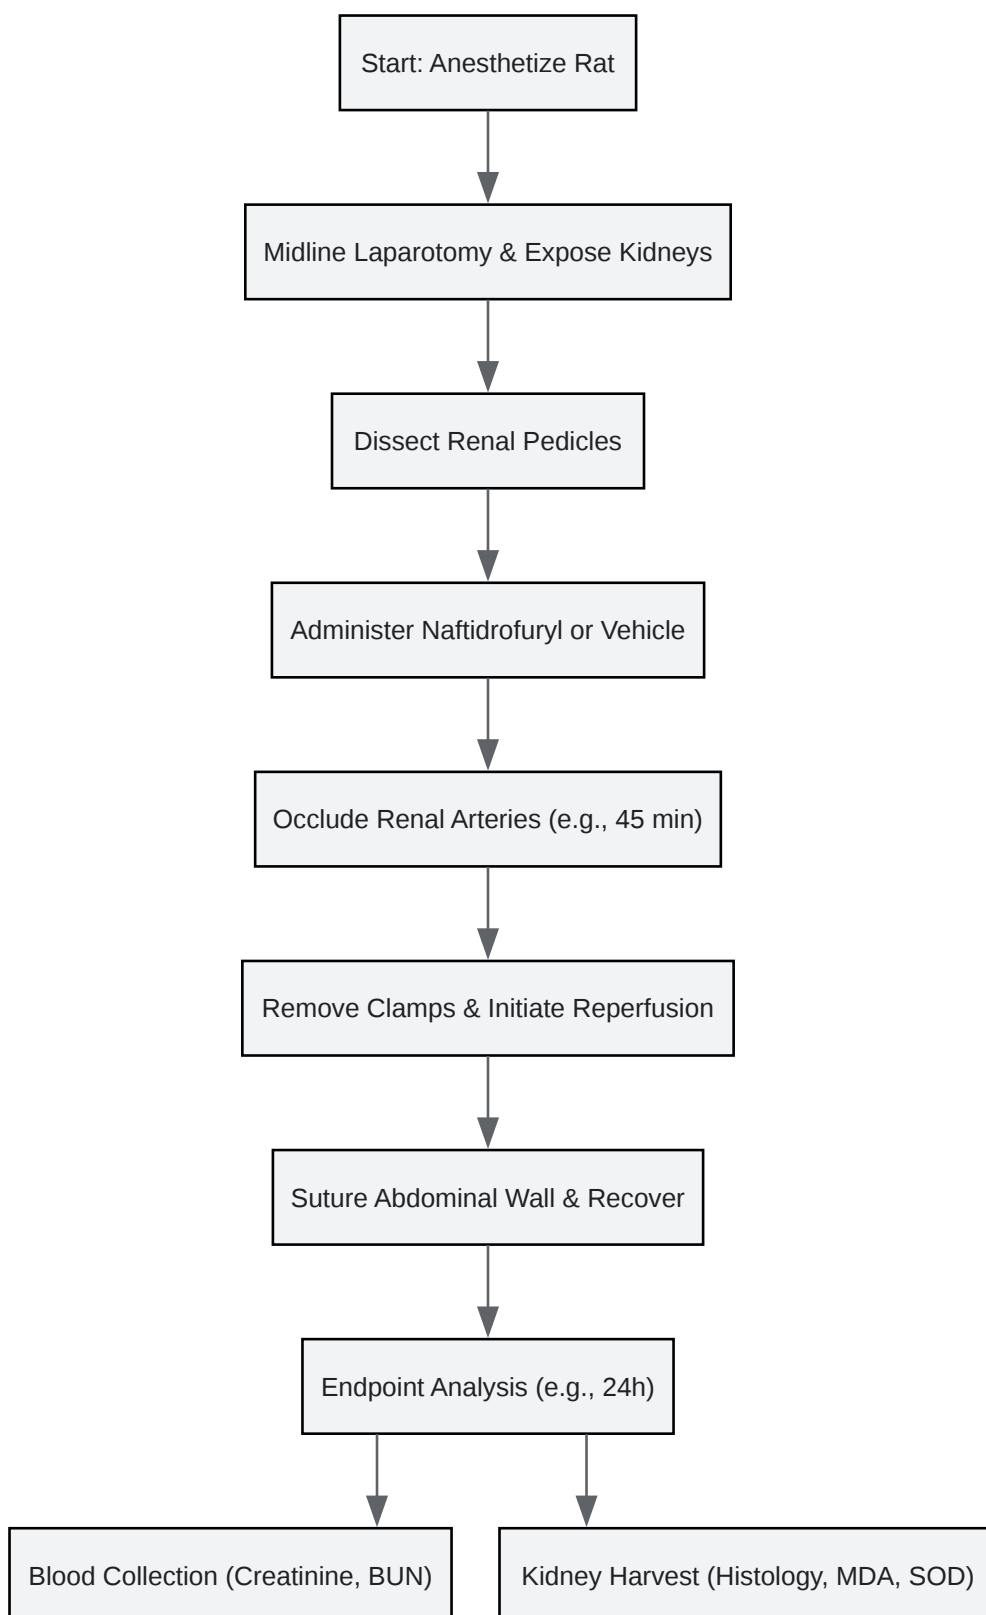 Start: Anesthetize Rat
Midline Laparotomy & Expose Kidneys
Dissect Renal Pedicles
Administer Naftidrofuryl or Vehicle
Occlude Renal Arteries (e.g., 45 min)
Remove Clamps & Initiate Reperfusion
Suture Abdominal Wall & Recover
Endpoint Analysis (e.g., 24h)
Blood Collection (Creatinine, BUN)
Kidney Harvest (Histology, MDA, SOD)